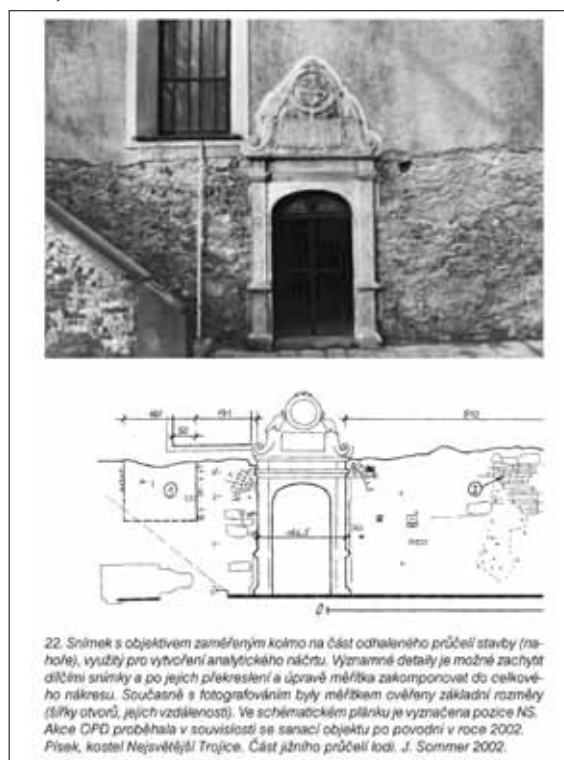 22. Snímek s objektivem zaměřeným kolmo na část odhaleného průčelí stavby (na-
hoře), využitý pro vytvoření analytického náčrtu. Významné detaily je možné zachytit
dílčími snímky a po jejich překreslení a úpravě měřítka zakomponovat do celkové-
ho nákresu. Současně s fotografováním byly měřítkem ověřeny základní rozměry
(šířky otvorů, jejich vzdálenosti). Ve schématickém plánku je vyznačena pozice NS.
Akce OPD proběhala v souvislosti se sanací objektu po povodni v roce 2002.
Písek, kostel Nejsvětější Trojice. Část jižního průčelí lodi. J. Sommer 2002.